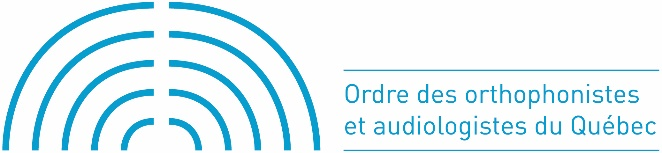 Ordre des orthophonistes
et audiologistes du Québec